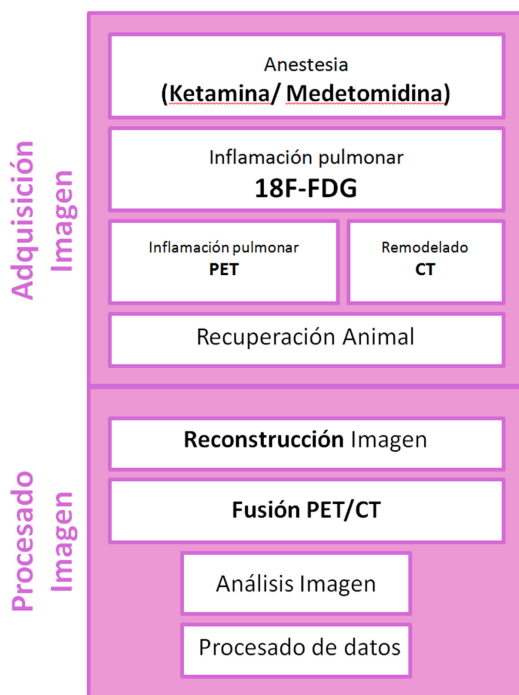 Adquisición
Imagen
Anestesia
(Ketamina/ Medetomidina)
Inflamación pulmonar
18F-FDG
Inflamación pulmonar
PET
Remodelado
CT
Recuperación Animal
Procesado
Imagen
Reconstrucción Imagen
Fusión PET/CT
Análisis Imagen
Procesado de datos